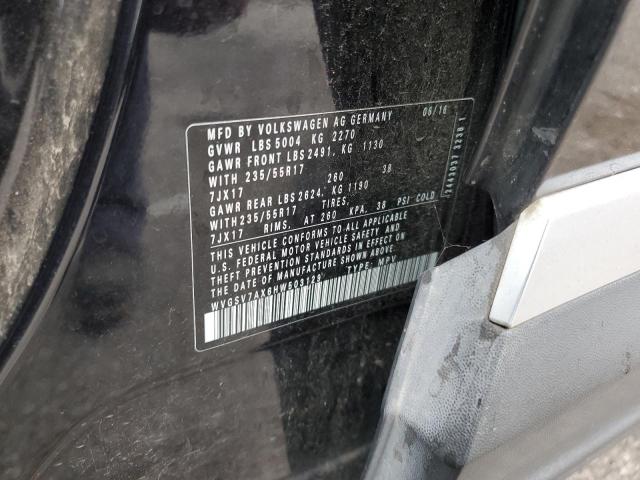 MFD BY VOLKSWAGEN AG GERMANY 06/16
GVWR LBS 5004 KG 2270
GAWR FRONT LBS 2491, KG 1130
WITH 235/55R17
7JX17 260 38
GAWR REAR LBS 2624, KG 1190
WITH 235/55R17 TIRES,
7JX17 RIMS, AT 260 KPA, 38 PSI COLD
THIS VEHICLE CONFORMS TO ALL APPLICABLE
U.S. FEDERAL MOTOR VEHICLE SAFETY AND
THEFT PREVENTION STANDARDS IN EFFECT ON
DATE OF MANUFACTURE SHOWN ABOVE
WVGSV7AX6HW503129 TYPE: MPV